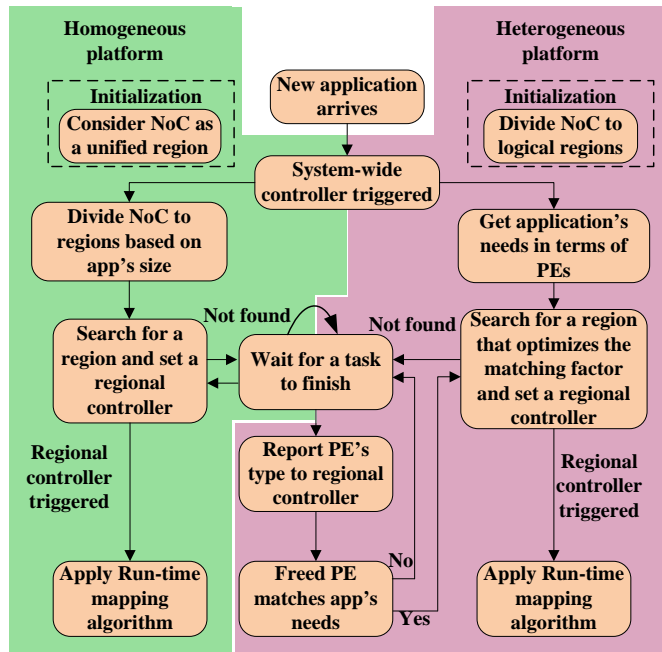 Homogeneous
platform
Heterogeneous
platform
Initialization
Consider NoC as
a unified region
New application
arrives
Initialization
Divide NoC to
logical regions
System-wide
controller triggered
Divide NoC to
regions based on
app's size
Get application's
needs in terms of
PEs
Not found
Not found
Search for a
region and set a
regional
controller
Wait for a task
to finish
Search for a region
that optimizes the
matching factor
and set a regional
controller
Regional
controller
triggered
Report PE's
type to regional
controller
Regional
controller
triggered
No
Apply Run-time
mapping
algorithm
Freed PE
matches app's
needs
Yes
Apply Run-time
mapping
algorithm